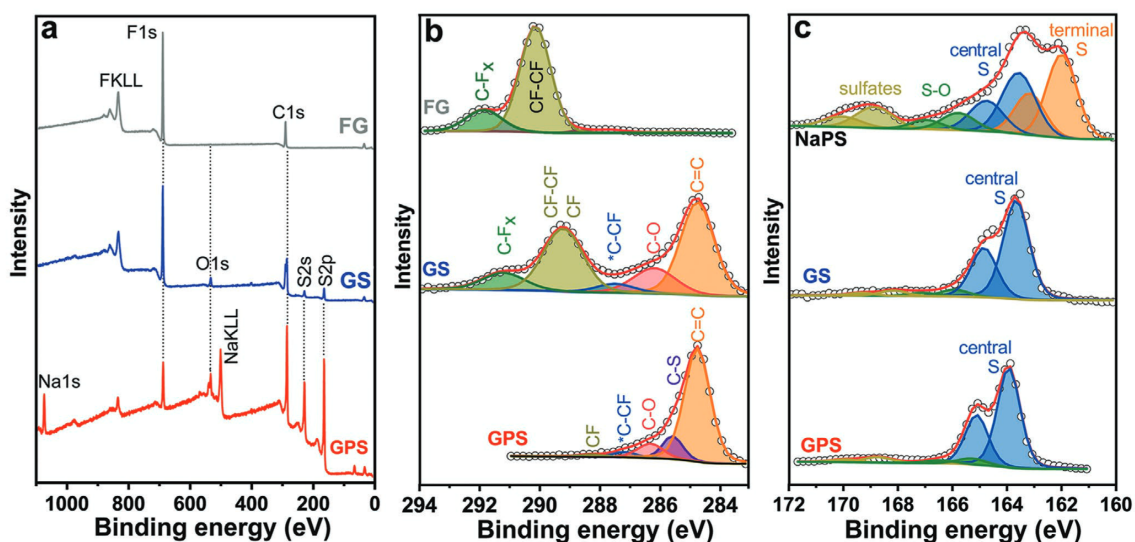 a
F1s
FKLL
C1s
FG
O1s
S2s
S2p
GS
NaKLL
Na1s
GPS
Intensity
1000 800 600 400 200 0
Binding energy (eV)
b
C-Fx
CF-CF
FG
C-Fx
CF-CF
CF
*C-CF
C-O
C=C
GS
C=C
C-S
C-O
*C-CF
CF
GPS
Intensity
294 292 290 288 286 284
Binding energy (eV)
c
terminal
S
central
S
S-O
sulfates
NaPS
central
S
GS
central
S
GPS
Intensity
172 170 168 166 164 162 160
Binding energy (eV)